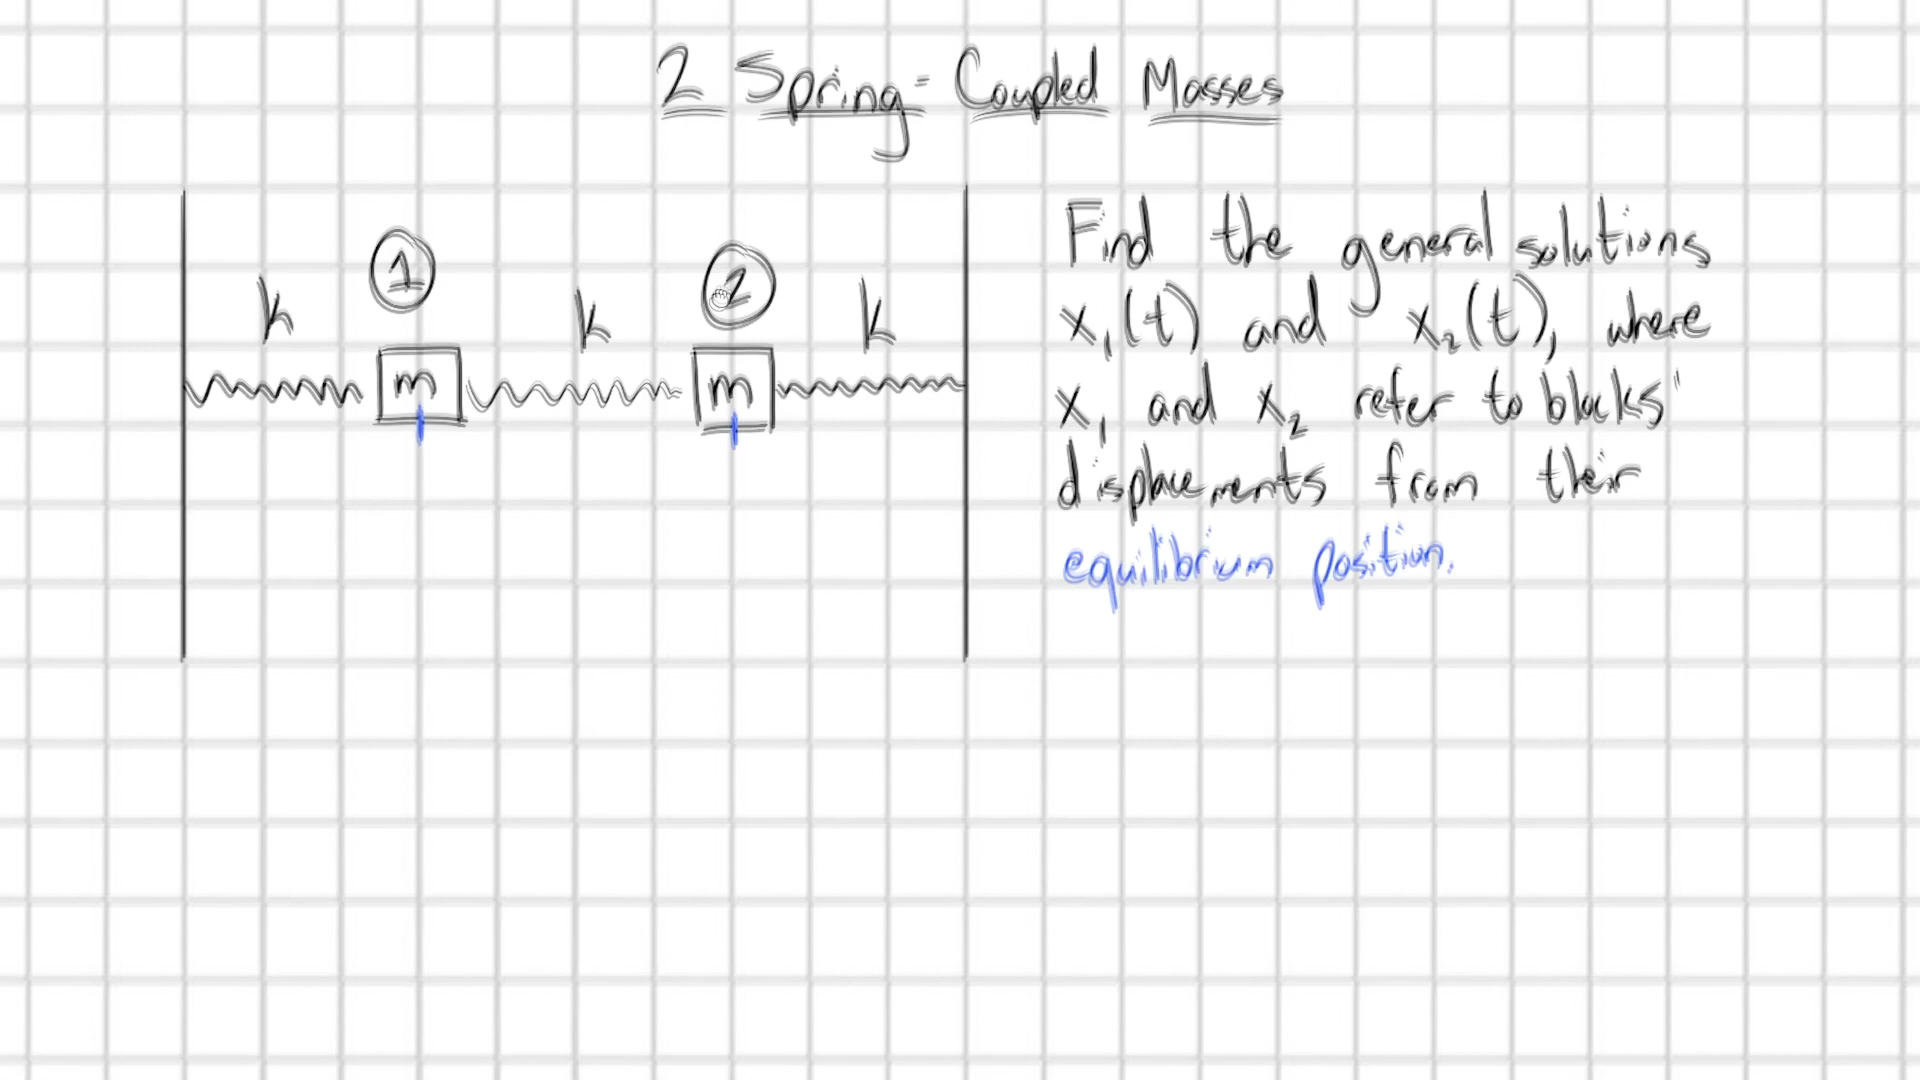 2 Spring-Coupled Masses
1 2
k k k
m m
Find the general solutions
x₁(t) and x₂(t), where
x₁ and x₂ refer to blocks'
displacements from their
equilibrium position.